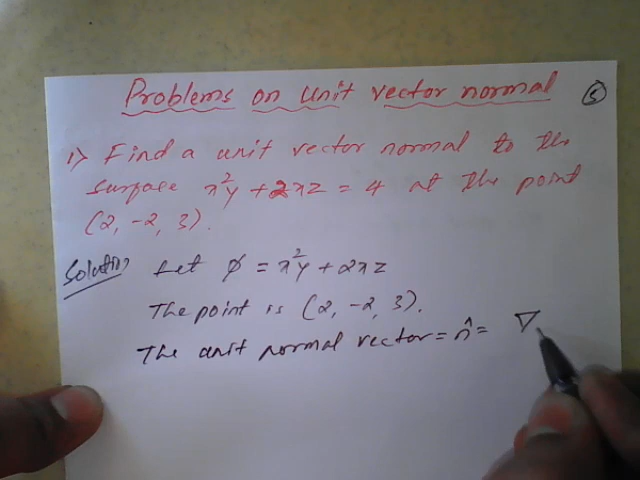 Problems on unit vector normal (5)
1) Find a unit vector normal to the
surface x²y + 2xz = 4 at the point
(2, -2, 3).
Solution Let ϕ = x²y + 2xz
The point is (2, -2, 3).
The unit normal vector = n̂ = ∇